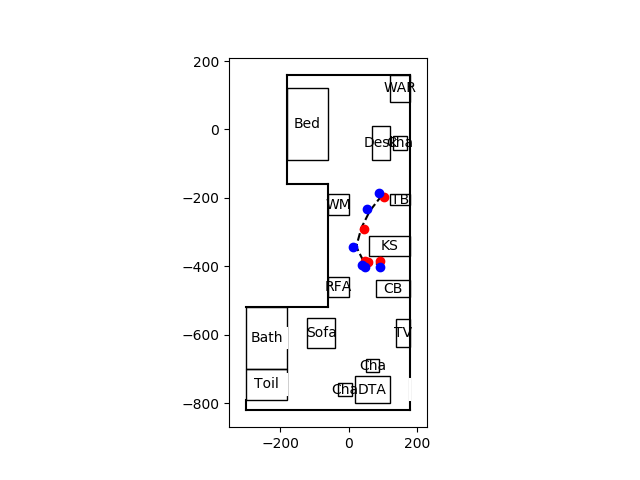 200
WAR
Bed
0
Desk
Cha
−200
WM
TB
KS
−400
RFA
CB
Bath
Sofa
TV
−600
Cha
Toil
Cha
DTA
−800
−200
0
200